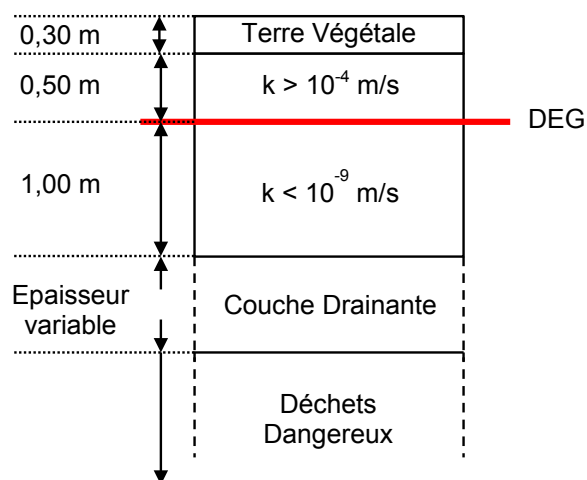 0,30 m
Terre Végétale
0,50 m
k > 10⁻⁴ m/s
DEG
1,00 m
k < 10⁻⁹ m/s
Epaisseur
variable
Couche Drainante
Déchets
Dangereux